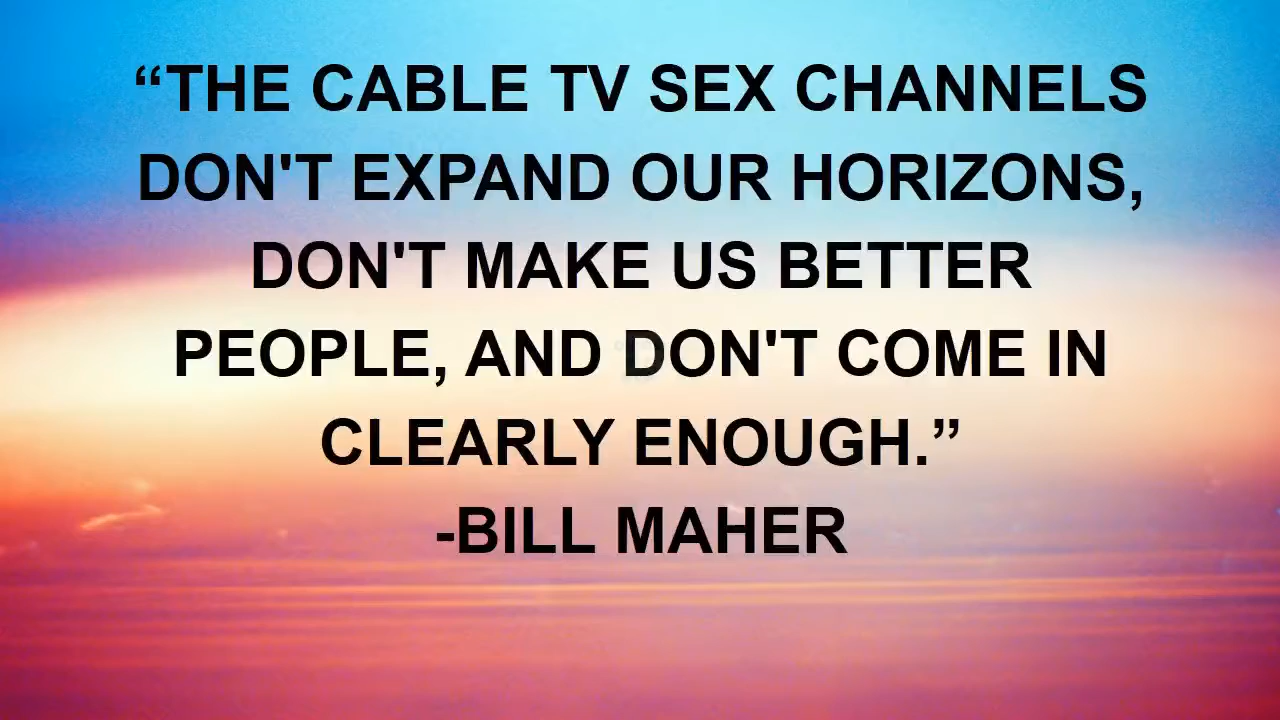 “THE CABLE TV SEX CHANNELS
DON'T EXPAND OUR HORIZONS,
DON'T MAKE US BETTER
PEOPLE, AND DON'T COME IN
CLEARLY ENOUGH.”
-BILL MAHER